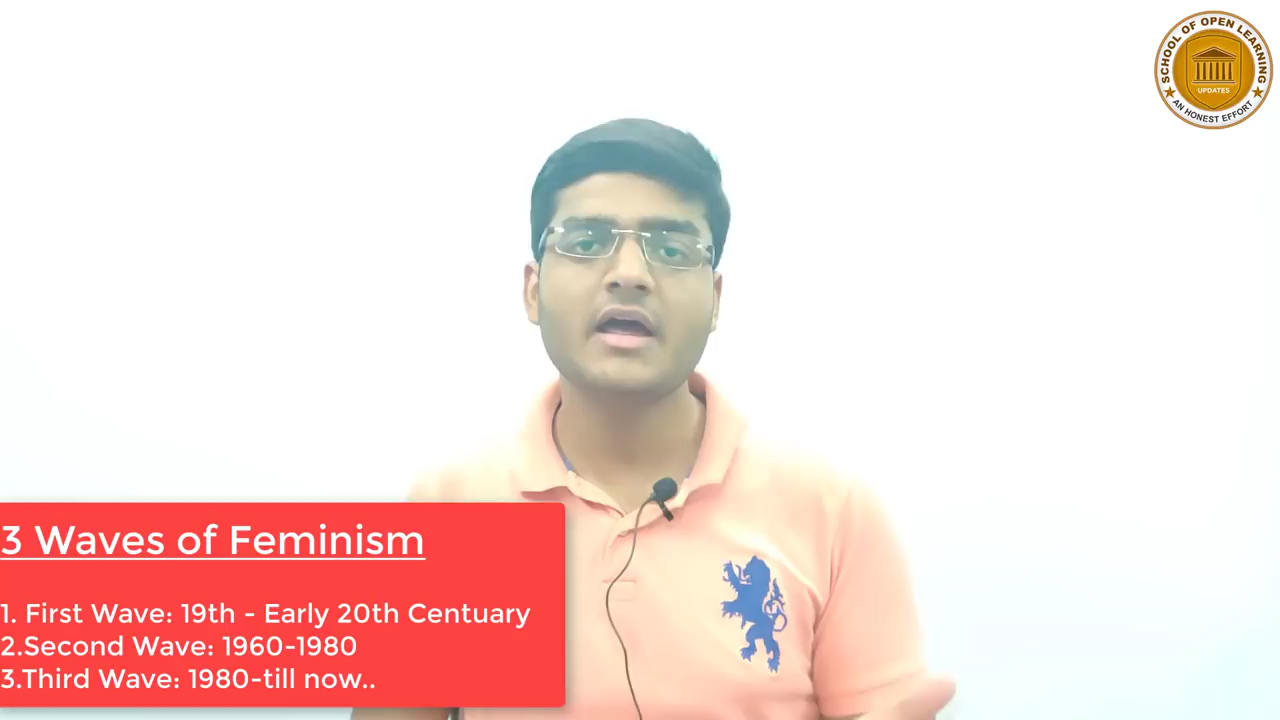 SCHOOL OF OPEN LEARNING
UPDATES
AN HONEST EFFORT
3 Waves of Feminism
1. First Wave: 19th - Early 20th Centuary
2.Second Wave: 1960-1980
3.Third Wave: 1980-till now..